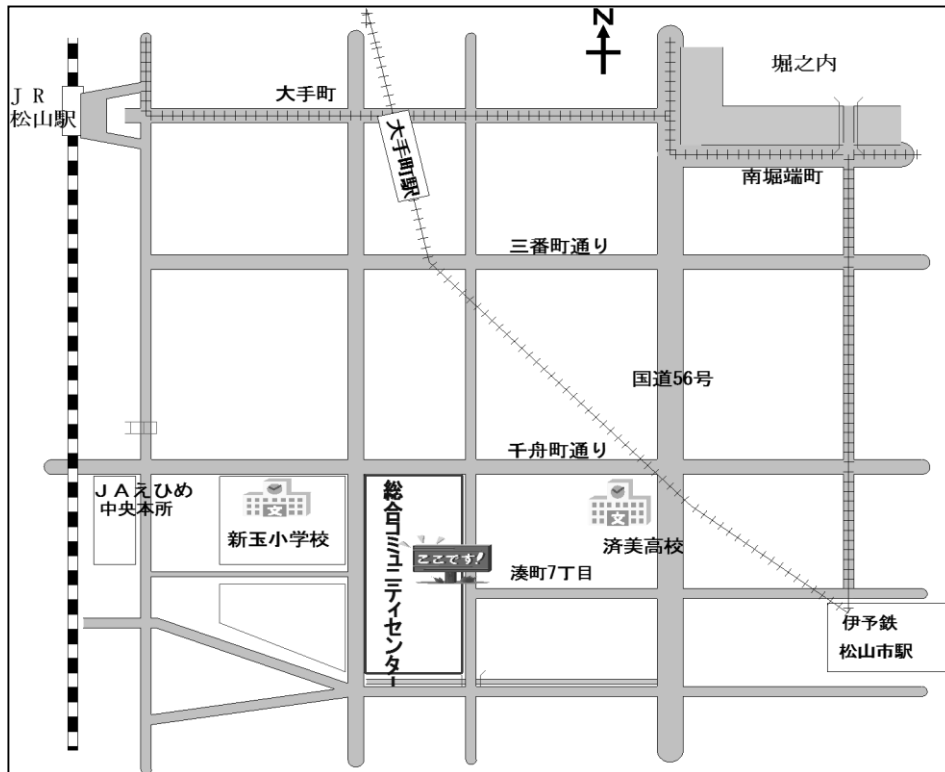 N
堀之内
大手町
ＪＲ
松山駅
大手町駅
南堀端町
三番町通り
国道56号
千舟町通り
ＪＡえひめ
中央本所
新玉小学校
文
総合コミュニティセンター
ここです!
済美高校
文
湊町7丁目
伊予鉄
松山市駅